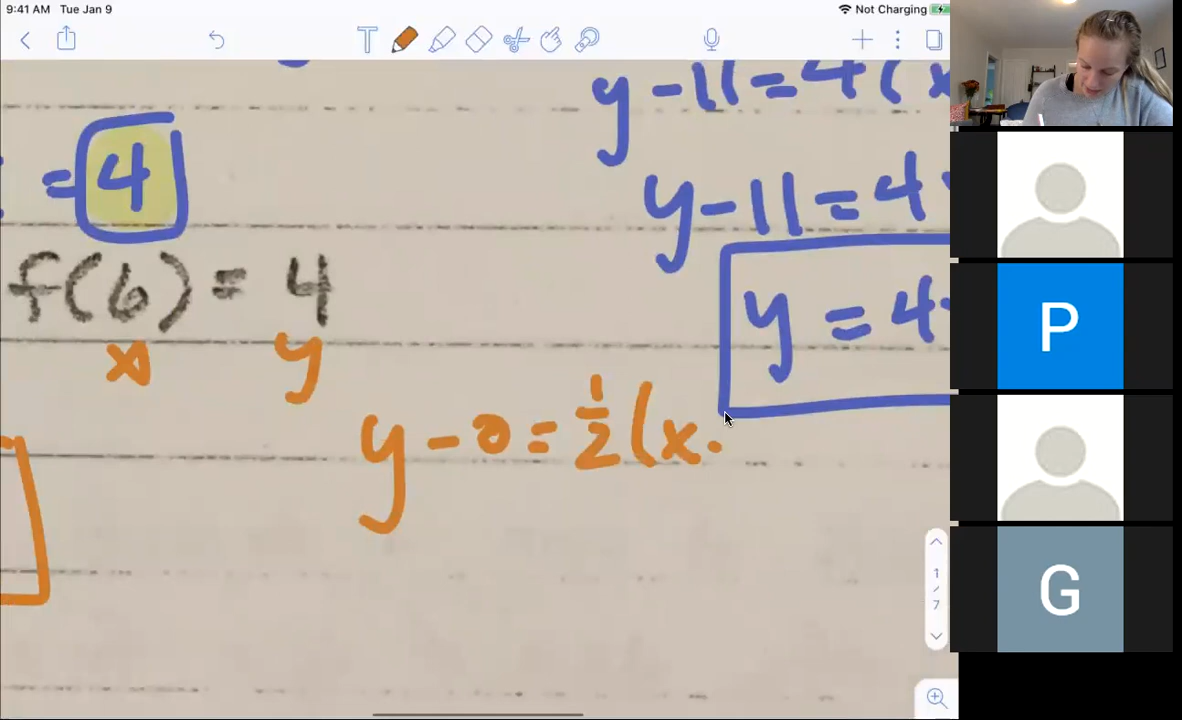 9:41 AM Tue Jan 9
Not Charging
T
y-11=4(x
=4
y-11=4
f(6)=4
y=4
x y
y-0=1/2(x-
1
/
7
P
G